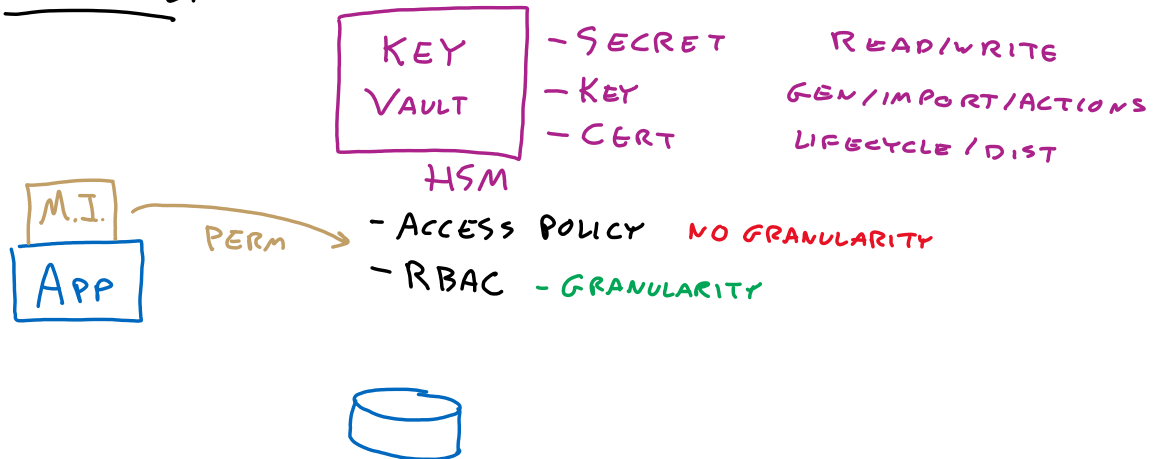 KEY VAULT
- SECRET READ/WRITE
- KEY GEN/IMPORT/ACTIONS
- CERT LIFECYCLE/DIST
HSM
M.I.
PERM
- ACCESS POLICY NO GRANULARITY
APP
- RBAC - GRANULARITY